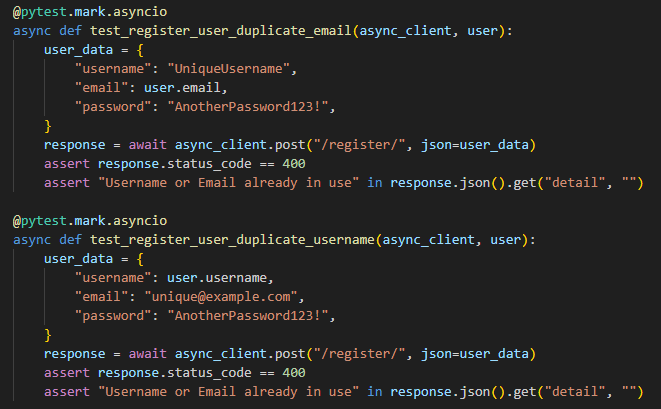 @pytest.mark.asyncio
async def test_register_user_duplicate_email(async_client, user):
    user_data = {
        "username": "UniqueUsername",
        "email": user.email,
        "password": "AnotherPassword123!",
    }
    response = await async_client.post("/register/", json=user_data)
    assert response.status_code == 400
    assert "Username or Email already in use" in response.json().get("detail", "")

@pytest.mark.asyncio
async def test_register_user_duplicate_username(async_client, user):
    user_data = {
        "username": user.username,
        "email": "unique@example.com",
        "password": "AnotherPassword123!",
    }
    response = await async_client.post("/register/", json=user_data)
    assert response.status_code == 400
    assert "Username or Email already in use" in response.json().get("detail", "")